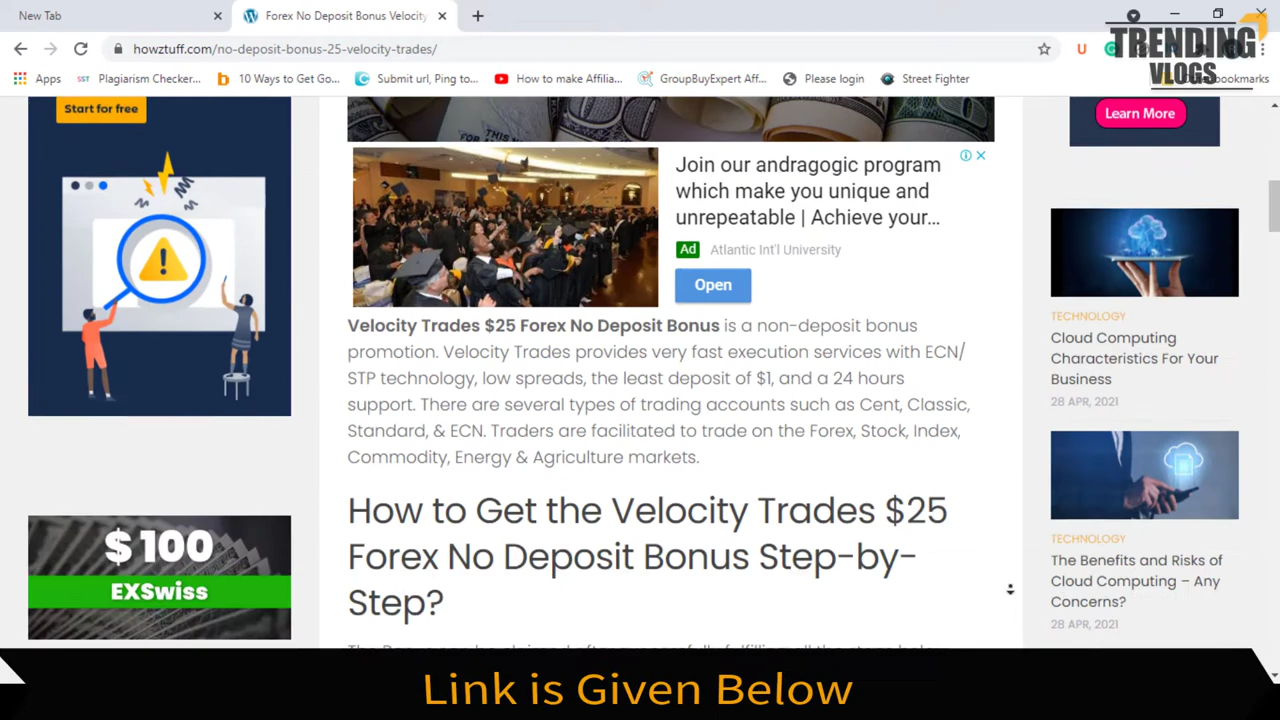 New Tab
Forex No Deposit Bonus Velocity
TRENDING
VLOGS
howztuff.com/no-deposit-bonus-25-velocity-trades/
Apps
Plagiarism Checker...
10 Ways to Get Go...
Submit url, Ping to...
How to make Affilia...
GroupBuyExpert Aff...
Please login
Street Fighter
bookmarks
Start for free
Learn More
Join our andragogic program
which make you unique and
unrepeatable | Achieve your...
Ad
Atlantic Int'l University
Open
Velocity Trades $25 Forex No Deposit Bonus is a non-deposit bonus
promotion. Velocity Trades provides very fast execution services with ECN/
STP technology, low spreads, the least deposit of $1, and a 24 hours
support. There are several types of trading accounts such as Cent, Classic,
Standard, & ECN. Traders are facilitated to trade on the Forex, Stock, Index,
Commodity, Energy & Agriculture markets.
How to Get the Velocity Trades $25
Forex No Deposit Bonus Step-by-
Step?
$100
EXSwiss
TECHNOLOGY
Cloud Computing
Characteristics For Your
Business
28 APR, 2021
TECHNOLOGY
The Benefits and Risks of
Cloud Computing – Any
Concerns?
28 APR, 2021
Link is Given Below